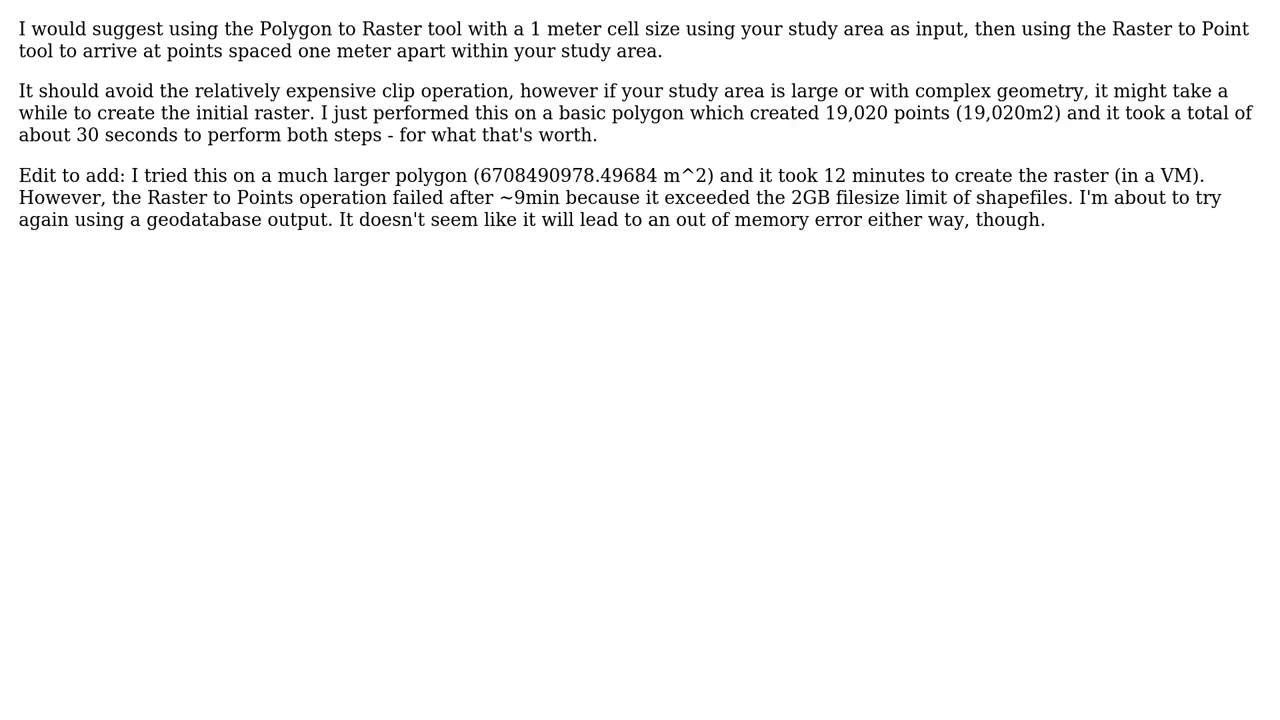 I would suggest using the Polygon to Raster tool with a 1 meter cell size using your study area as input, then using the Raster to Point
tool to arrive at points spaced one meter apart within your study area.
It should avoid the relatively expensive clip operation, however if your study area is large or with complex geometry, it might take a
while to create the initial raster. I just performed this on a basic polygon which created 19,020 points (19,020m2) and it took a total of
about 30 seconds to perform both steps - for what that's worth.
Edit to add: I tried this on a much larger polygon (6708490978.49684 m^2) and it took 12 minutes to create the raster (in a VM).
However, the Raster to Points operation failed after ~9min because it exceeded the 2GB filesize limit of shapefiles. I'm about to try
again using a geodatabase output. It doesn't seem like it will lead to an out of memory error either way, though.